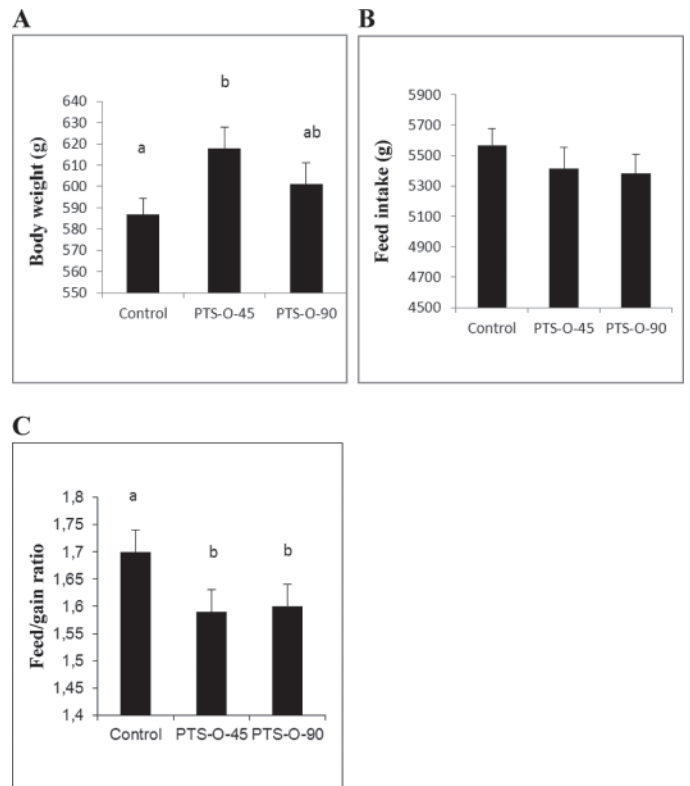 A
Body weight (g)
640
630
620
610
600
590
580
570
560
550
a
b
ab
Control
PTS-O-45
PTS-O-90
B
Feed intake (g)
5900
5700
5500
5300
5100
4900
4700
4500
Control
PTS-O-45
PTS-O-90
C
Feed/gain ratio
1,8
1,75
1,7
1,65
1,6
1,55
1,5
1,45
1,4
a
b
b
Control
PTS-O-45
PTS-O-90